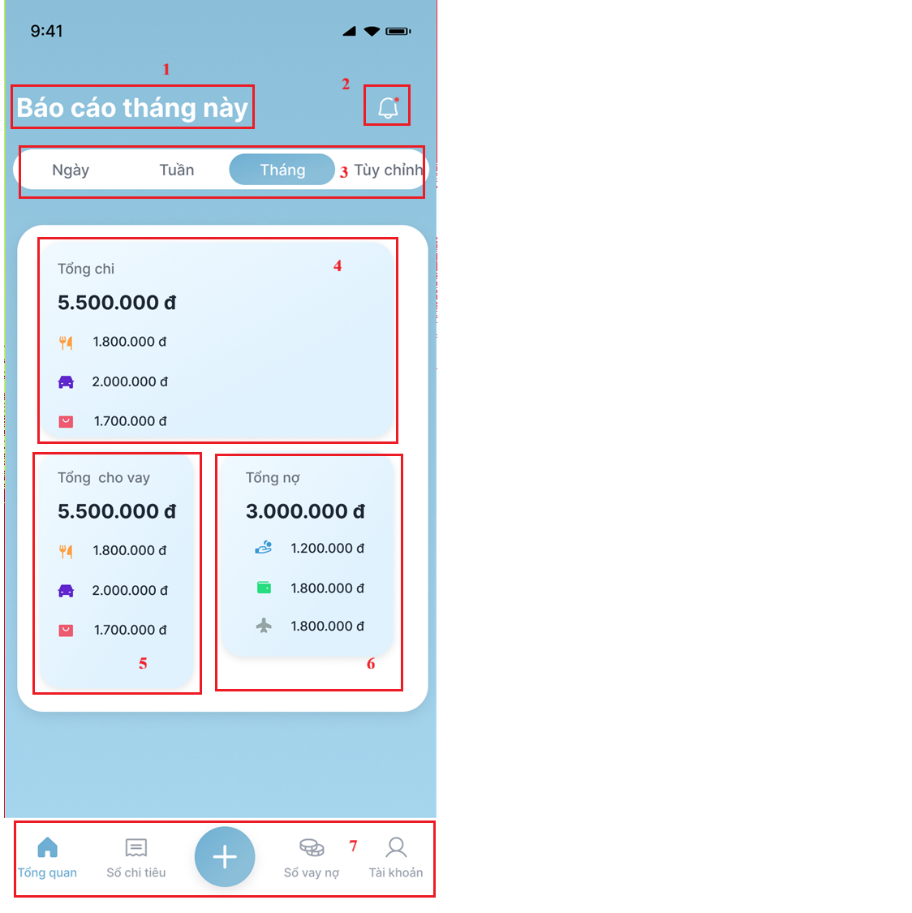 9:41
1
2
Báo cáo tháng này
Ngày Tuần Tháng 3 Tùy chỉnh
Tổng chi 4
5.500.000 đ
1.800.000 đ
2.000.000 đ
1.700.000 đ
Tổng cho vay
5.500.000 đ
1.800.000 đ
2.000.000 đ
1.700.000 đ
5
Tổng nợ
3.000.000 đ
1.200.000 đ
1.800.000 đ
1.800.000 đ
6
7
Tổng quan Sổ chi tiêu Sổ vay nợ Tài khoản